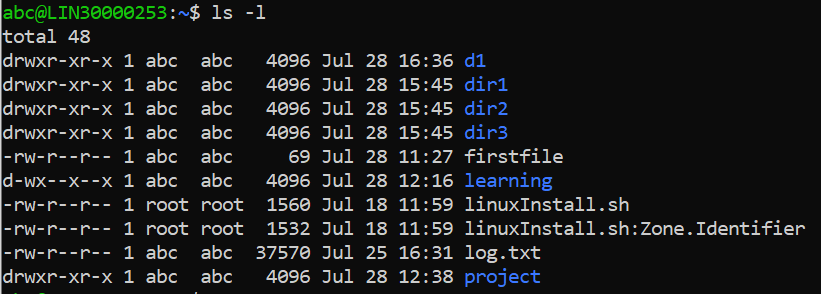 abc@LIN30000253:~$ ls -l
total 48
drwxr-xr-x 1 abc  abc   4096 Jul 28 16:36 d1
drwxr-xr-x 1 abc  abc   4096 Jul 28 15:45 dir1
drwxr-xr-x 1 abc  abc   4096 Jul 28 15:45 dir2
drwxr-xr-x 1 abc  abc   4096 Jul 28 15:45 dir3
-rw-r--r-- 1 abc  abc     69 Jul 28 11:27 firstfile
d-wx--x--x 1 abc  abc   4096 Jul 28 12:16 learning
-rw-r--r-- 1 root root  1560 Jul 18 11:59 linuxInstall.sh
-rw-r--r-- 1 root root  1532 Jul 18 11:59 linuxInstall.sh:Zone.Identifier
-rw-r--r-- 1 abc  abc  37570 Jul 25 16:31 log.txt
drwxr-xr-x 1 abc  abc   4096 Jul 28 12:38 project